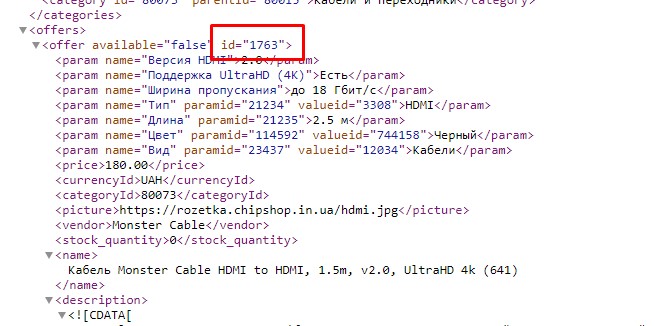 <category id="80073" parentId="80015">Кабели и переходники</category>
</categories>
▼<offers>
▼<offer available="false" id="1763">
<param name="Версия HDMI">2.0</param>
<param name="Поддержка UltraHD (4K)">Есть</param>
<param name="Ширина пропускания">до 18 Гбит/с</param>
<param name="Тип" paramid="21234" valueid="3308">HDMI</param>
<param name="Длина" paramid="21235">2.5 м</param>
<param name="Цвет" paramid="114592" valueid="744158">Черный</param>
<param name="Вид" paramid="23437" valueid="12034">Кабели</param>
<price>180.00</price>
<currencyId>UAH</currencyId>
<categoryId>80073</categoryId>
<picture>https://rozetka.chipshop.in.ua/hdmi.jpg</picture>
<vendor>Monster Cable</vendor>
<stock_quantity>0</stock_quantity>
▼<name>
Кабель Monster Cable HDMI to HDMI, 1.5m, v2.0, UltraHD 4k (641)
</name>
▼<description>
▼<![CDATA[